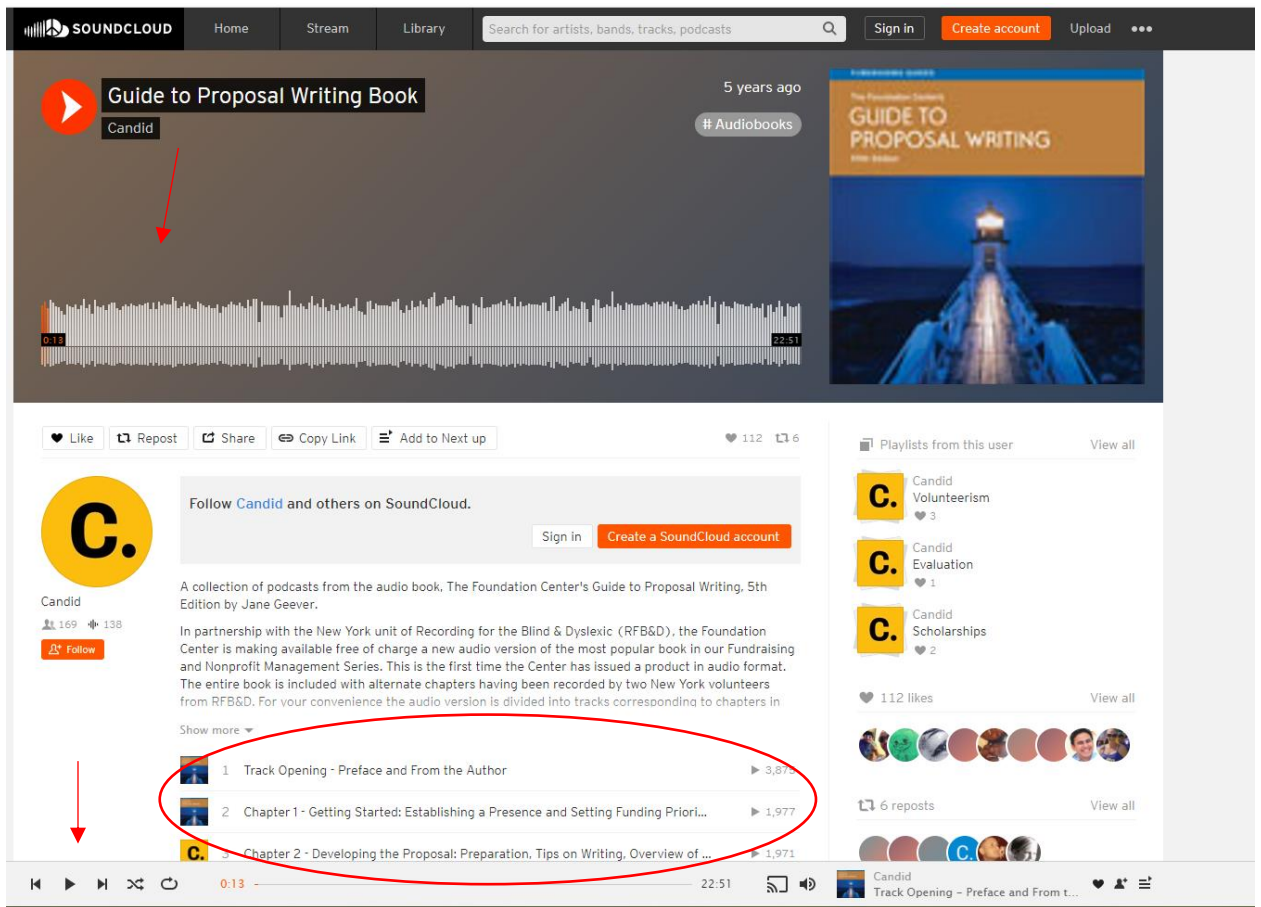 SOUNDCLOUD Home Stream Library Search for artists, bands, tracks, podcasts Sign in Create account Upload
Guide to Proposal Writing Book
Candid
5 years ago
# Audiobooks
The Foundation Center's
GUIDE TO
PROPOSAL WRITING
0:13
22:51
Like Repost Share Copy Link Add to Next up 112 6
C.
Candid
169 138
Follow
Follow Candid and others on SoundCloud.
Sign in Create a SoundCloud account
A collection of podcasts from the audio book, The Foundation Center's Guide to Proposal Writing, 5th
Edition by Jane Geever.
In partnership with the New York unit of Recording for the Blind & Dyslexic (RFB&D), the Foundation
Center is making available free of charge a new audio version of the most popular book in our Fundraising
and Nonprofit Management Series. This is the first time the Center has issued a product in audio format.
The entire book is included with alternate chapters having been recorded by two New York volunteers
from RFB&D. For your convenience the audio version is divided into tracks corresponding to chapters in
Show more
1 Track Opening - Preface and From the Author 3,875
2 Chapter 1 - Getting Started: Establishing a Presence and Setting Funding Priori... 1,977
C. 3 Chapter 2 - Developing the Proposal: Preparation, Tips on Writing, Overview of ... 1,971
Playlists from this user View all
C.
Candid
Volunteerism
3
C.
Candid
Evaluation
1
C.
Candid
Scholarships
2
112 likes View all
6 reposts View all
C.
0:13 22:51
Candid
Track Opening - Preface and From t...